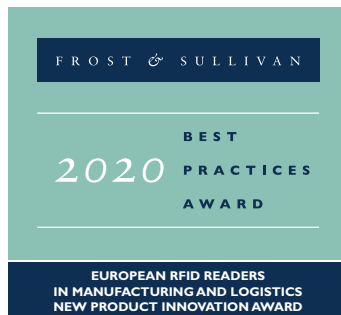 FROST & SULLIVAN
BEST
2020 PRACTICES
AWARD
EUROPEAN RFID READERS
IN MANUFACTURING AND LOGISTICS
NEW PRODUCT INNOVATION AWARD